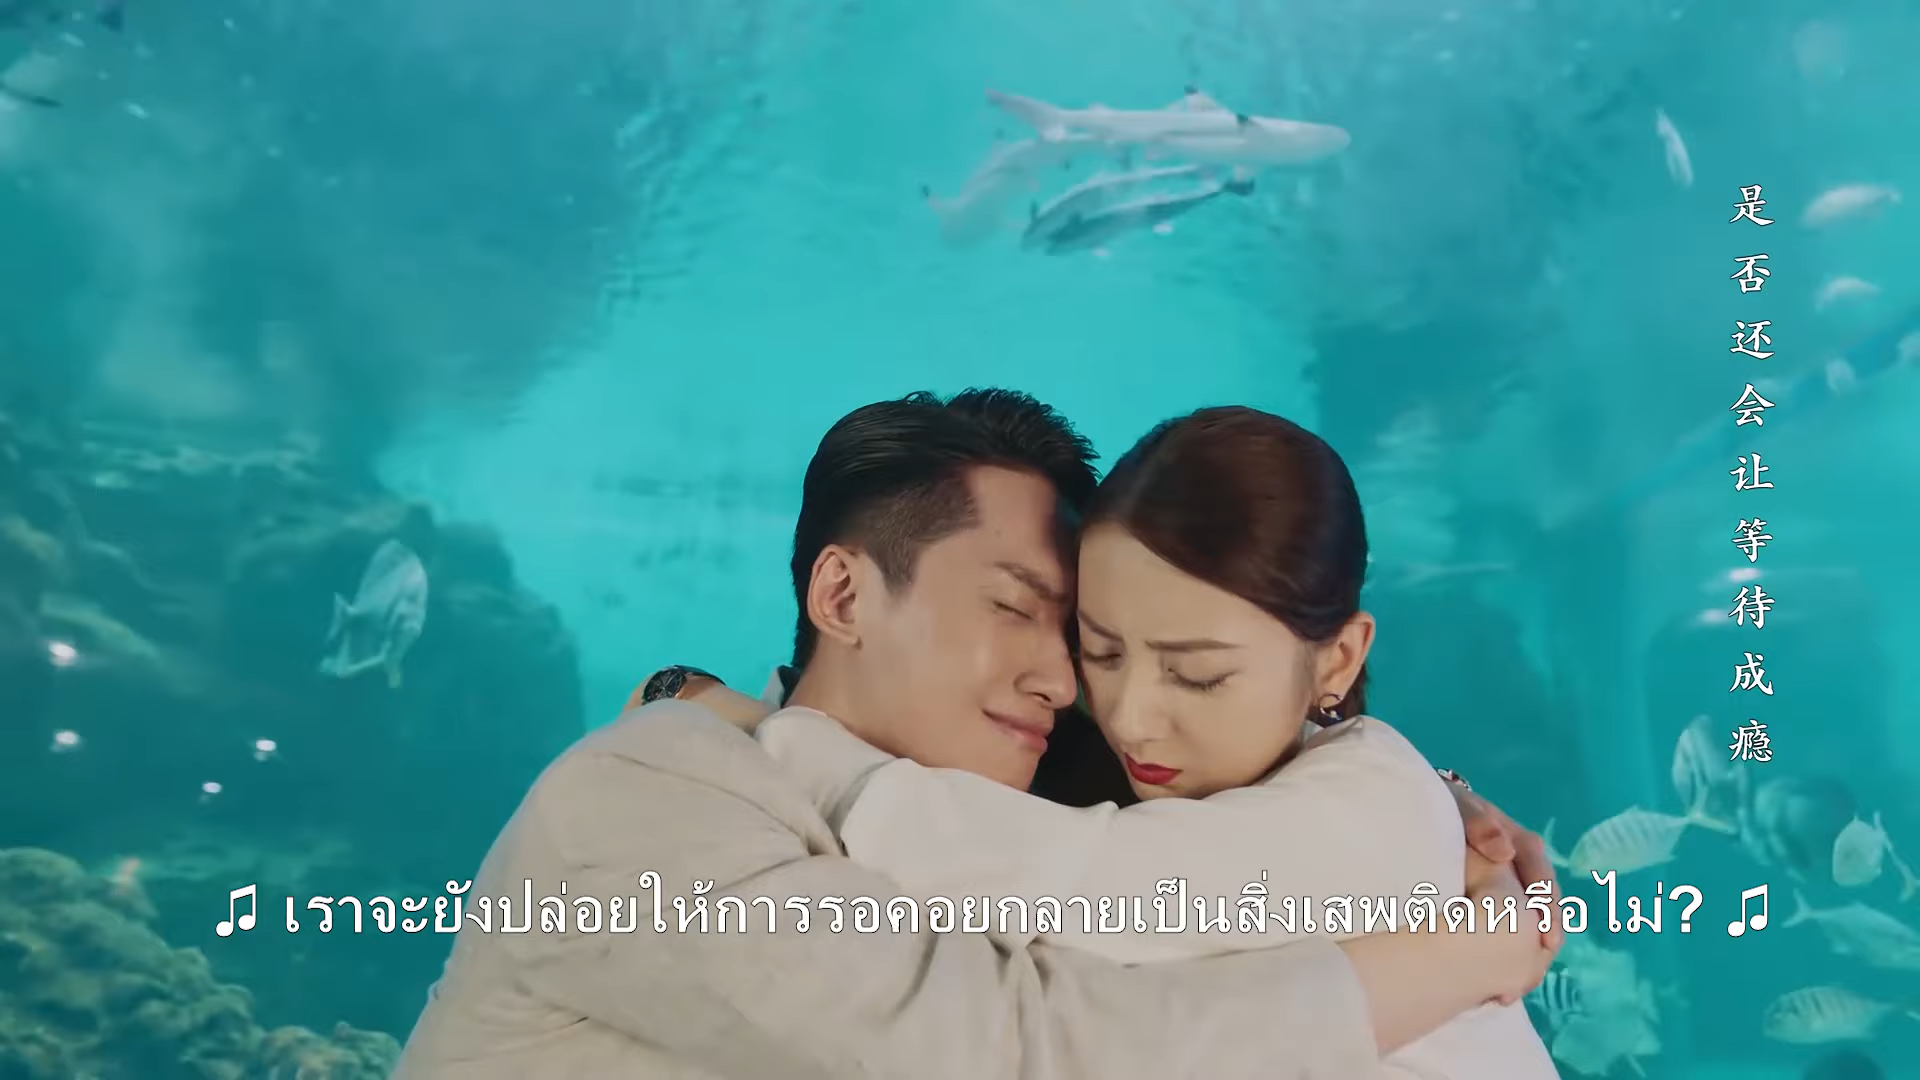 是否还会让等待成瘾
♫ เราจะยังปล่อยให้การรอคอยกลายเป็นสิ่งเสพติดหรือไม่? ♫